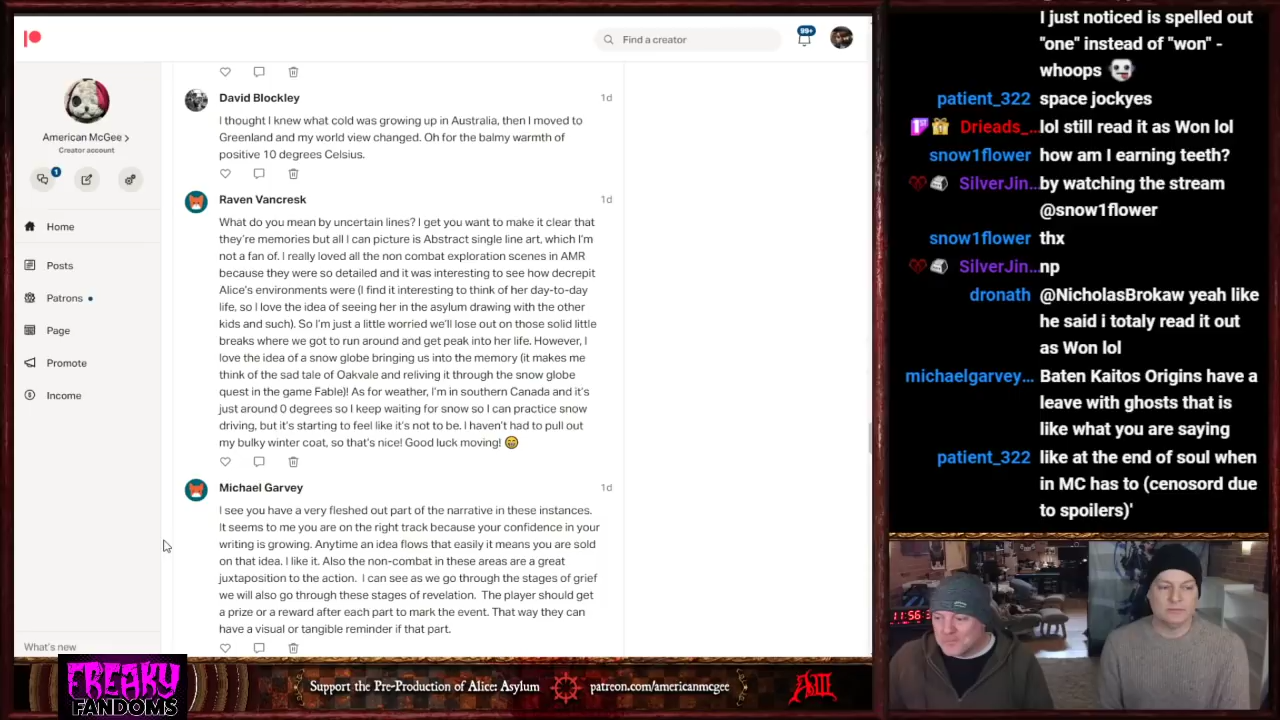 Find a creator
99+
American McGee >
Creator account
1
Home
Posts
Patrons
Page
Promote
Income
What's new
David Blockley
1d
I thought I knew what cold was growing up in Australia, then I moved to
Greenland and my world view changed. Oh for the balmy warmth of
positive 10 degrees Celsius.
Raven Vancresk
1d
What do you mean by uncertain lines? I get you want to make it clear that
they're memories but all I can picture is Abstract single line art, which I'm
not a fan of. I really loved all the non combat exploration scenes in AMR
because they were so detailed and it was interesting to see how decrepit
Alice's environments were (I find it interesting to think of her day-to-day
life, so I love the idea of seeing her in the asylum drawing with the other
kids and such). So I'm just a little worried we'll lose out on those solid little
breaks where we got to run around and get peak into her life. However, I
love the idea of a snow globe bringing us into the memory (it makes me
think of the sad tale of Oakvale and reliving it through the snow globe
quest in the game Fable)! As for weather, I'm in southern Canada and it's
just around 0 degrees so I keep waiting for snow so I can practice snow
driving, but it's starting to feel like it's not to be. I haven't had to pull out
my bulky winter coat, so that's nice! Good luck moving! 😁
Michael Garvey
1d
I see you have a very fleshed out part of the narrative in these instances.
It seems to me you are on the right track because your confidence in your
writing is growing. Anytime an idea flows that easily it means you are sold
on that idea. I like it. Also the non-combat in these areas are a great
juxtaposition to the action. I can see as we go through the stages of grief
we will also go through these stages of revelation. The player should get
a prize or a reward after each part to mark the event. That way they can
have a visual or tangible reminder if that part.
I just noticed is spelled out
"one" instead of "won" -
whoops
patient_322 space jockyes
Drieads_... lol still read it as Won lol
snow1flower how am I earning teeth?
SilverJin... by watching the stream
@snow1flower
snow1flower thx
SilverJin... np
dronath @NicholasBrokaw yeah like
he said i totaly read it out
as Won lol
michaelgarvey... Baten Kaitos Origins have a
leave with ghosts that is
like what you are saying
patient_322 like at the end of soul when
in MC has to (cenosord due
to spoilers)'
FREAKY
FANDOMS
Support the Pre-Production of Alice: Asylum
patreon.com/americanmcgee